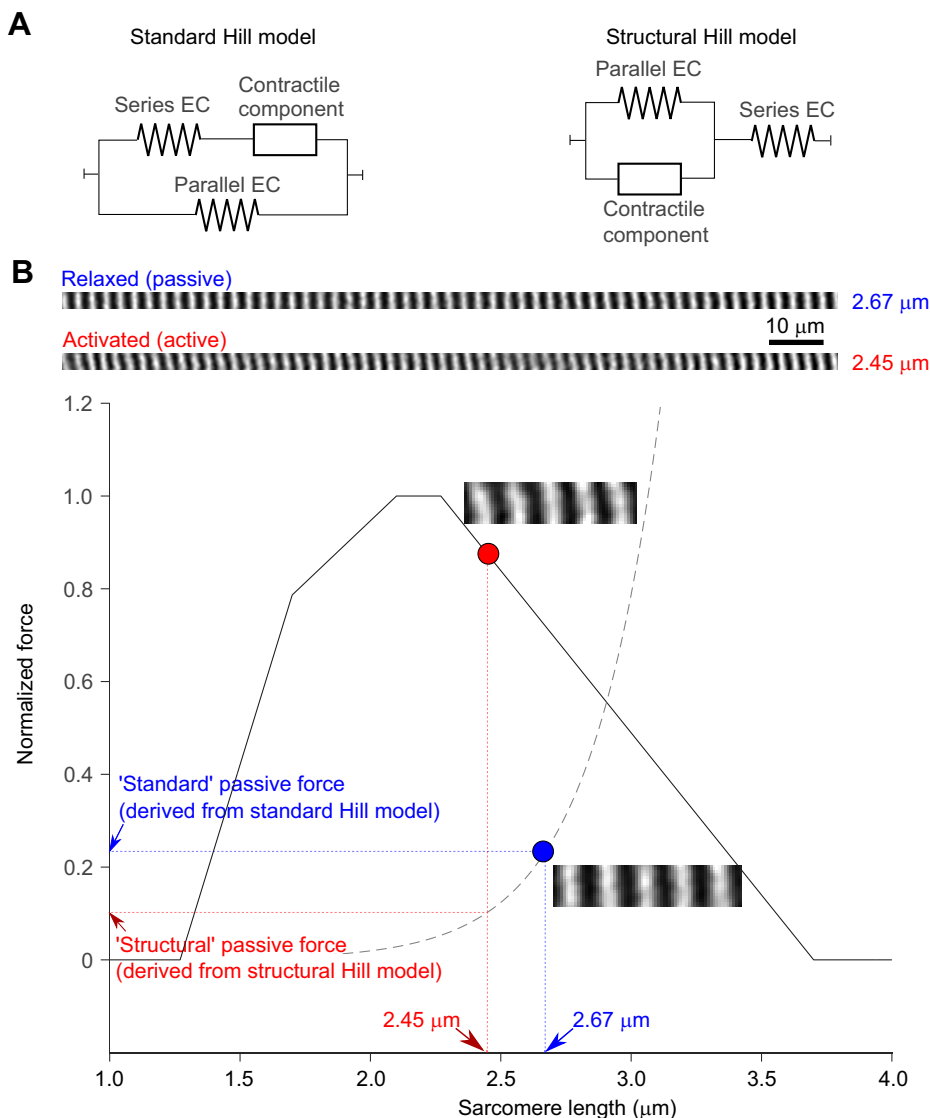 A
Standard Hill model
Structural Hill model
Series EC
Contractile
component
Parallel EC
Parallel EC
Series EC
Contractile
component
B
Relaxed (passive)
2.67 μm
10 μm
Activated (active)
2.45 μm
1.2
1.0
0.8
0.6
0.4
0.2
0
Normalized force
'Standard' passive force
(derived from standard Hill model)
'Structural' passive force
(derived from structural Hill model)
2.45 μm
2.67 μm
1.0
1.5
2.0
2.5
3.0
3.5
4.0
Sarcomere length (μm)